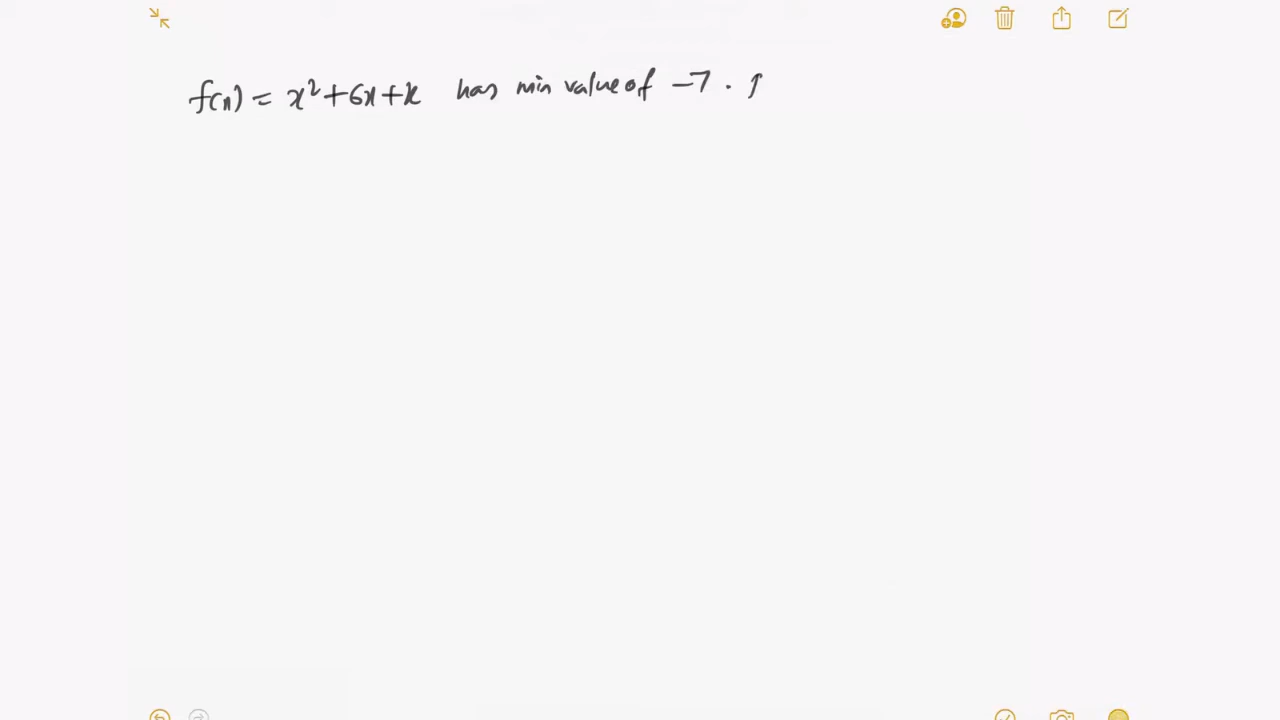 f(x) = x²+6x+k has min value of -7 .